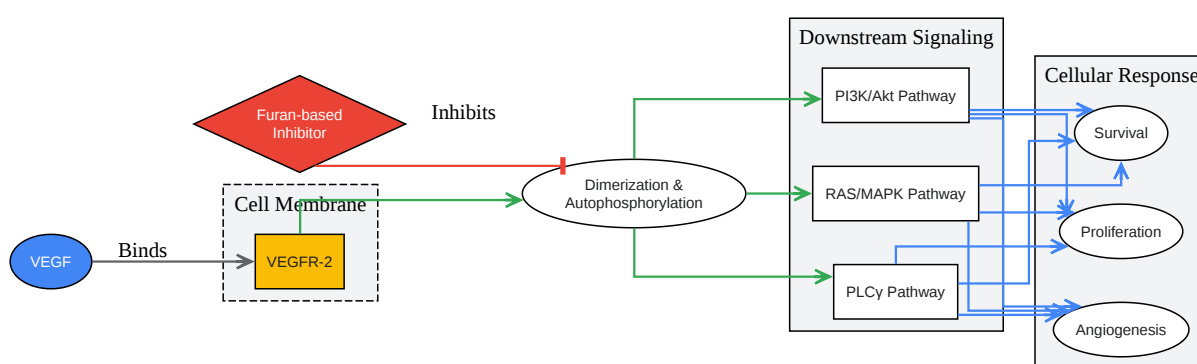 Downstream Signaling
Cellular Response
Furan-based
Inhibitor
Inhibits
PI3K/Akt Pathway
Survival
Dimerization &
Autophosphorylation
RAS/MAPK Pathway
Cell Membrane
Proliferation
Binds
VEGF
VEGFR-2
PLCγ Pathway
Angiogenesis